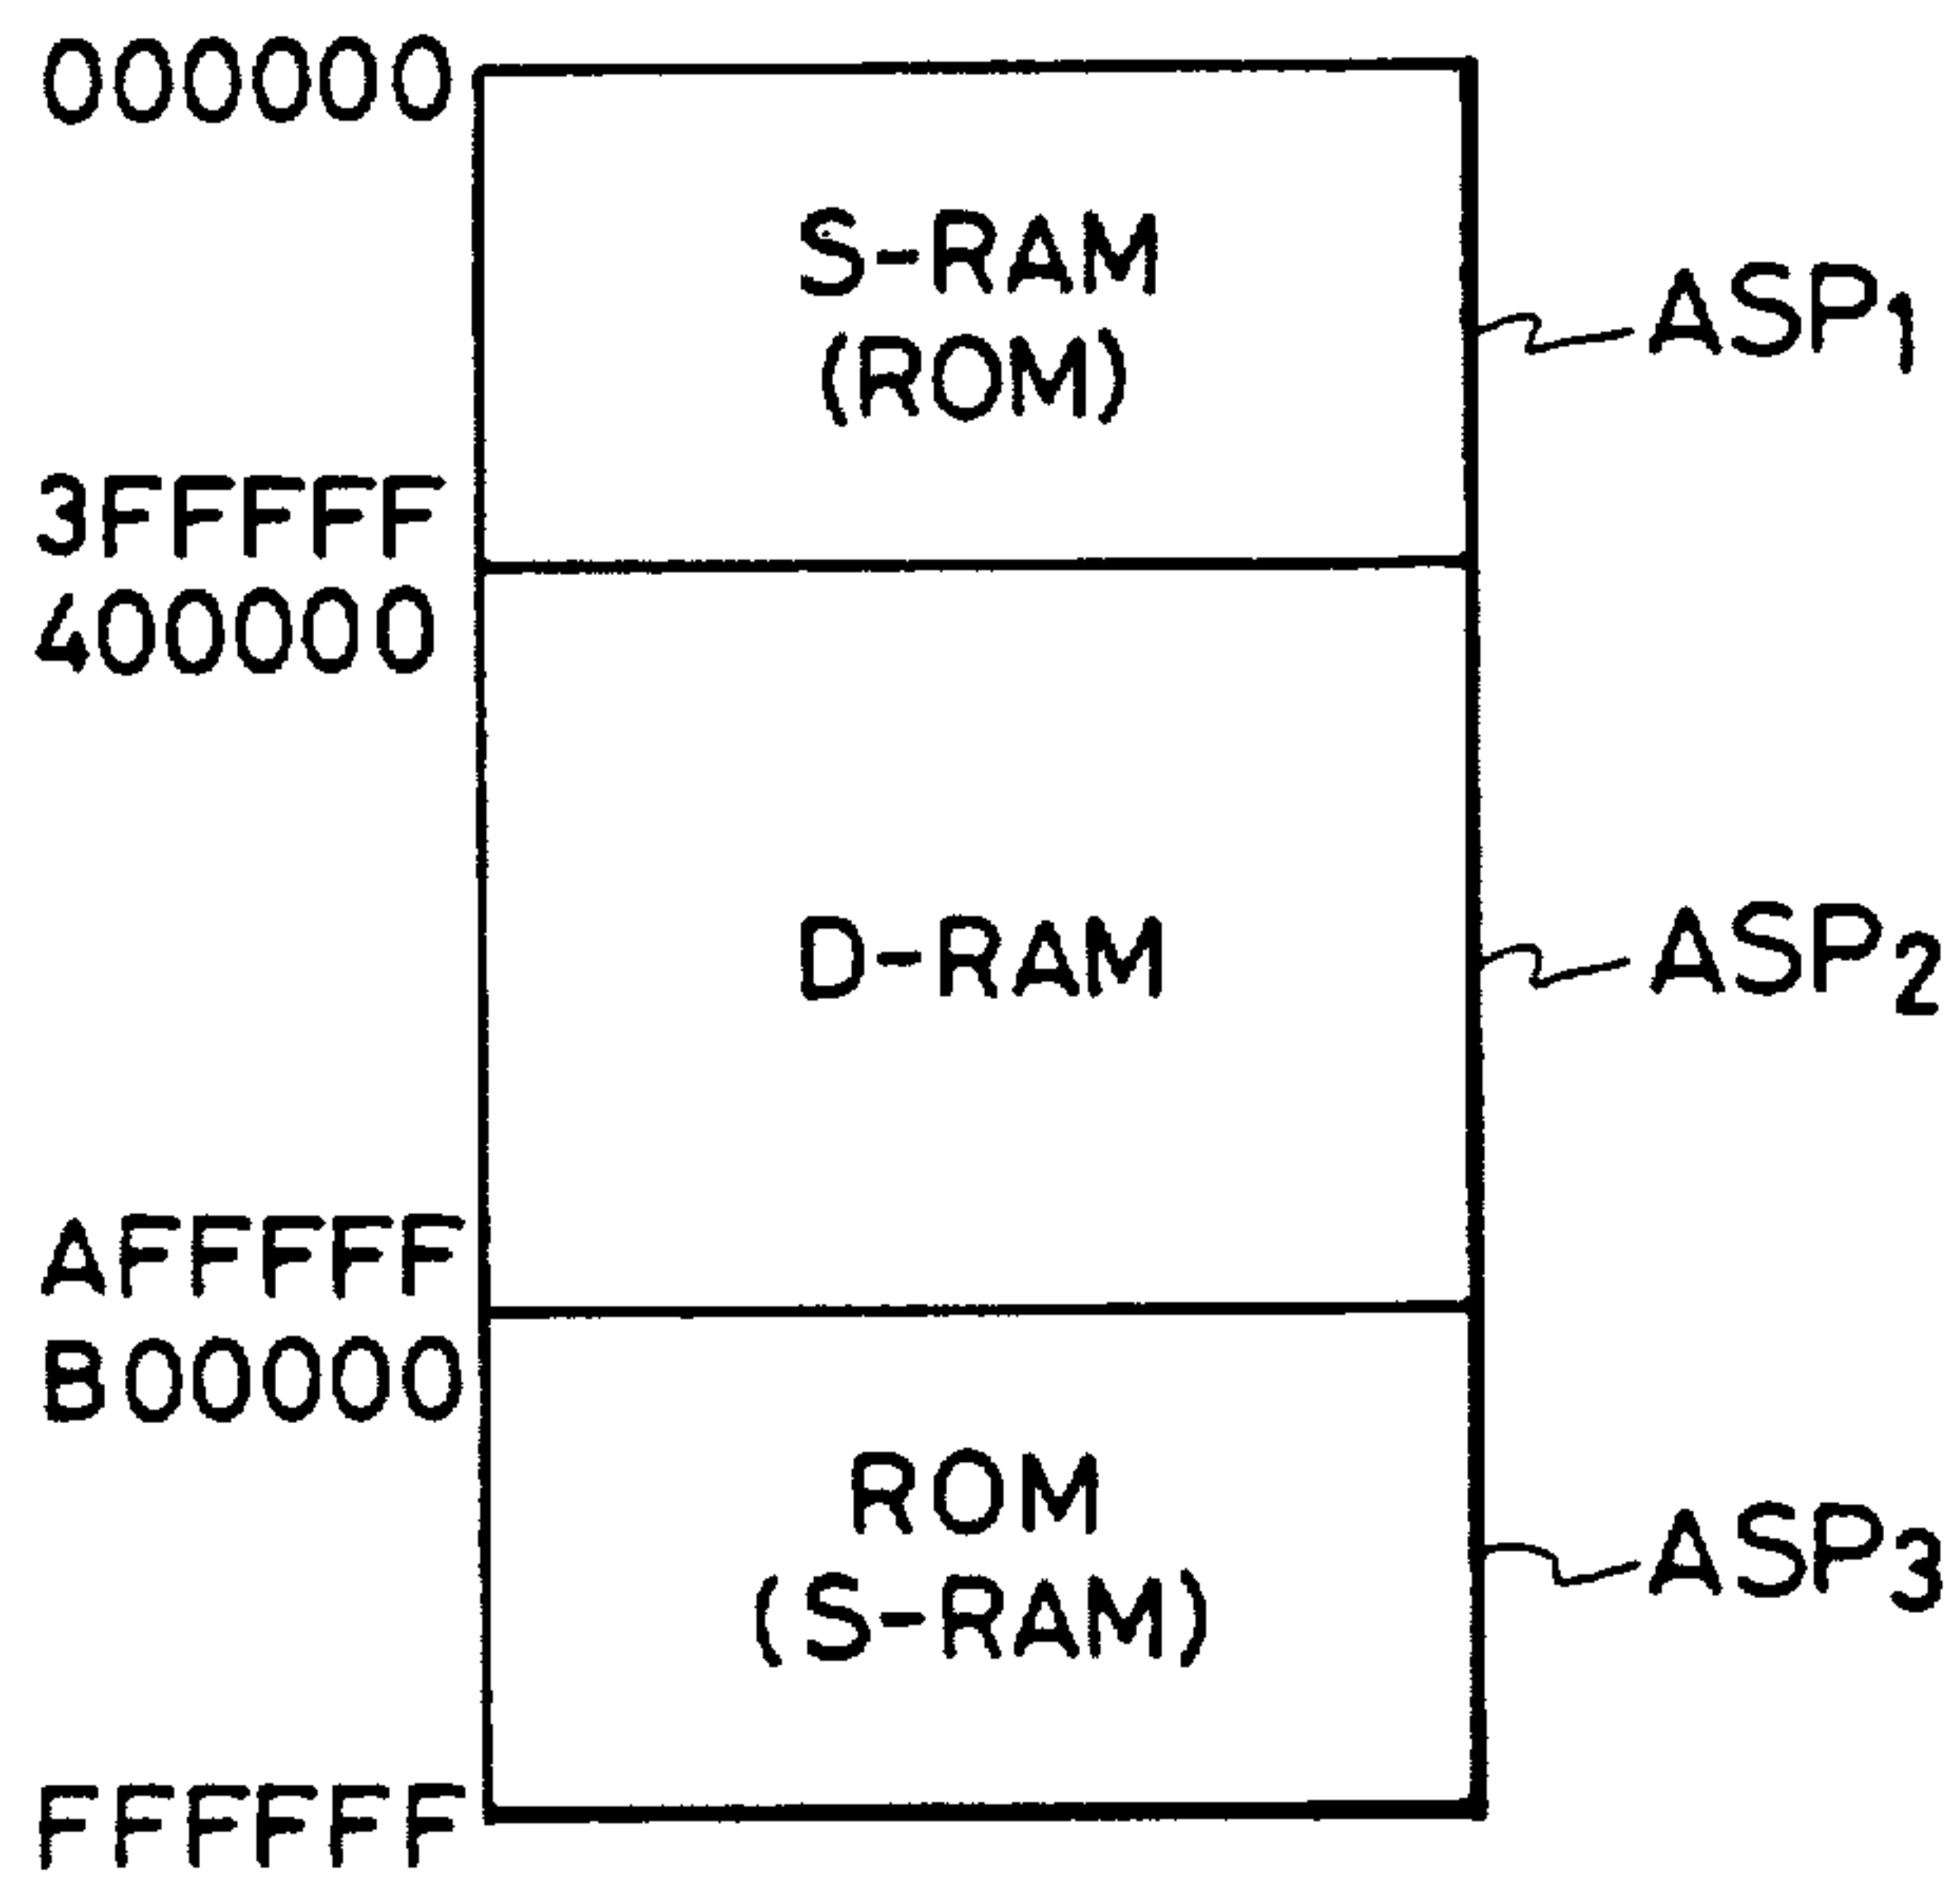 000000
S-RAM
(ROM)
ASP1
3FFFFF
400000
D-RAM
ASP2
AFFFFF
B00000
ROM
(S-RAM)
ASP3
FFFFFF